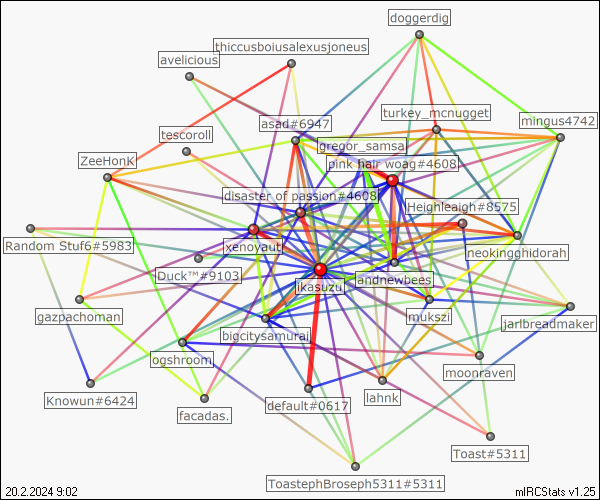 doggerdig
thiccusboiusalexusjoneus
avelicious
turkey_mcnugget
mingus4742
asad#6947
tescoroll
gregor_samsa
pink hair woag#4608
ZeeHonK
disaster of passion#4608
Heighleaigh#8575
Random Stuf6#5983
xenoyaut
neokingghidorah
Duck™#9103
ikasuzu
andnewbees
gazpachoman
mukszi
jarlbreadmaker
bigcitysamurai
ogshroom
moonraven
Knowun#6424
facadas.
default#0617
lahnk
Toast#5311
ToastephBroseph5311#5311
20.2.2024 9:02
mIRCStats v1.25